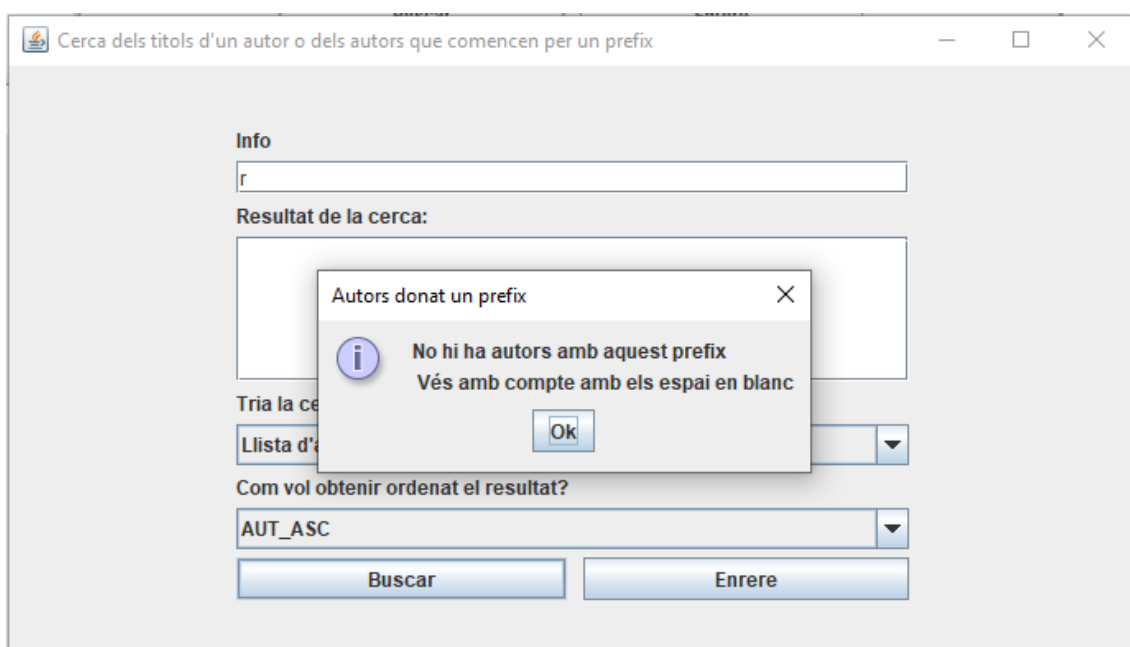 Cerca dels titols d'un autor o dels autors que comencen per un prefix
Info
r
Resultat de la cerca:
Autors donat un prefix
No hi ha autors amb aquest prefix
Vés amb compte amb els espai en blanc
Ok
Tria la ce
Llista d'a
Com vol obtenir ordenat el resultat?
AUT_ASC
Buscar Enrere